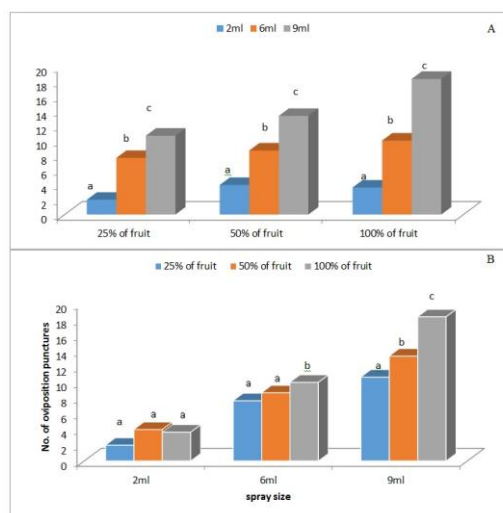 A
2ml 6ml 9ml
20
18
16
14
12
10
8
6
4
2
0
a b c
a b c
a b c
25% of fruit 50% of fruit 100% of fruit
B
25% of fruit 50% of fruit 100% of fruit
No. of oviposition punctures
20
18
16
14
12
10
8
6
4
2
0
a a a
a a b
a b c
2ml 6ml 9ml
spray size